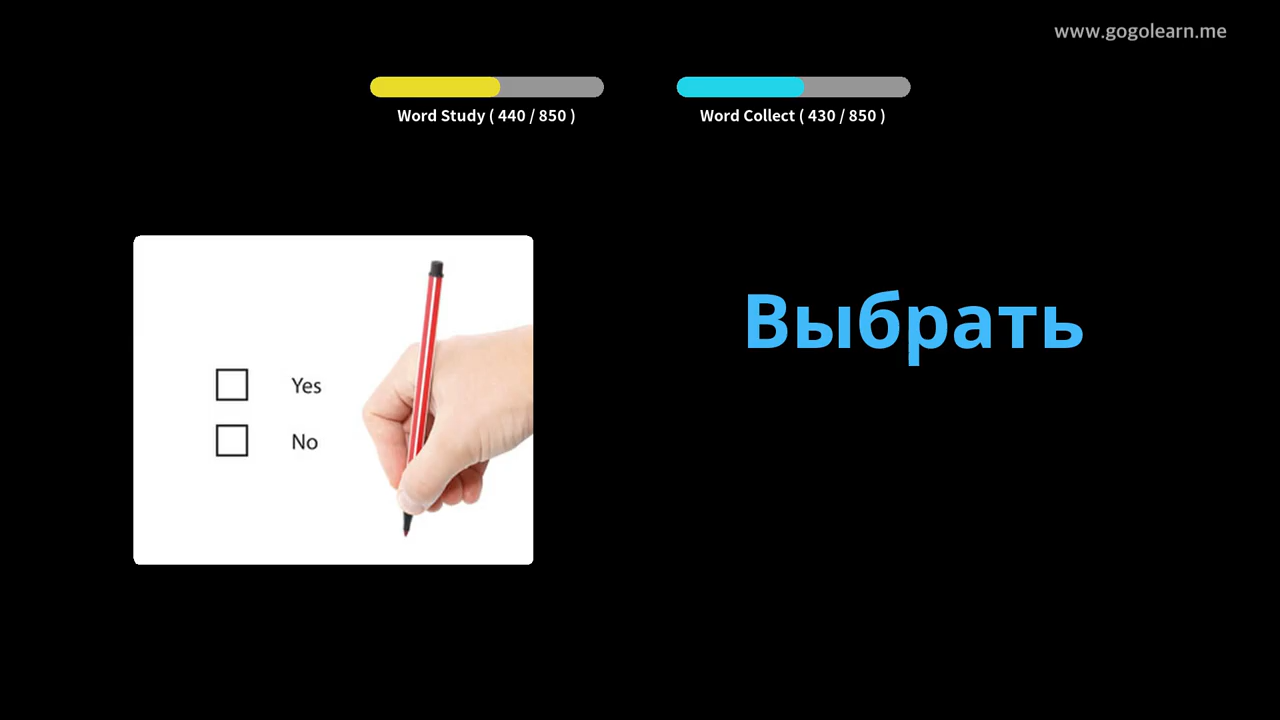 www.gogolearn.me
Word Study ( 440 / 850 )
Word Collect ( 430 / 850 )
Выбрать
Yes
No